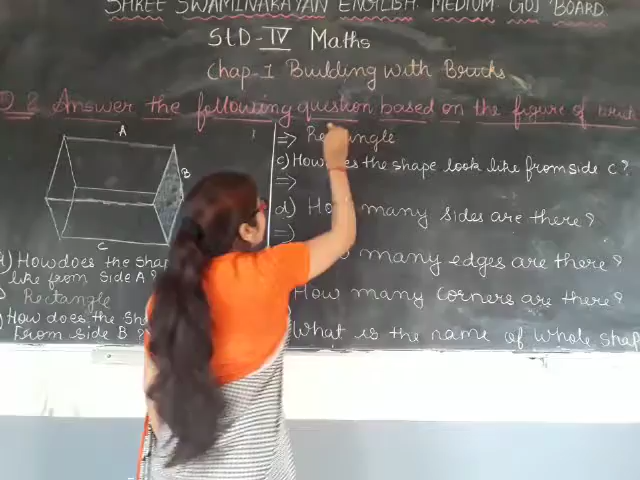 SHREE SWAMINARAYAN ENGLISH MEDIUM GUJ BOARD.
Std-IV Maths
Chap-1 Building with Bricks
Q 2 Answer the following question based on the figure of brick
A
B
C
a) How does the shape
like from side A?
Rectangle
b) How does the sh
From side B?
=> Rectangle
c) How does the shape look like from side C?
=>
d) How many sides are there?
=>
many edges are there?
How many corners are there?
What is the name of whole shap